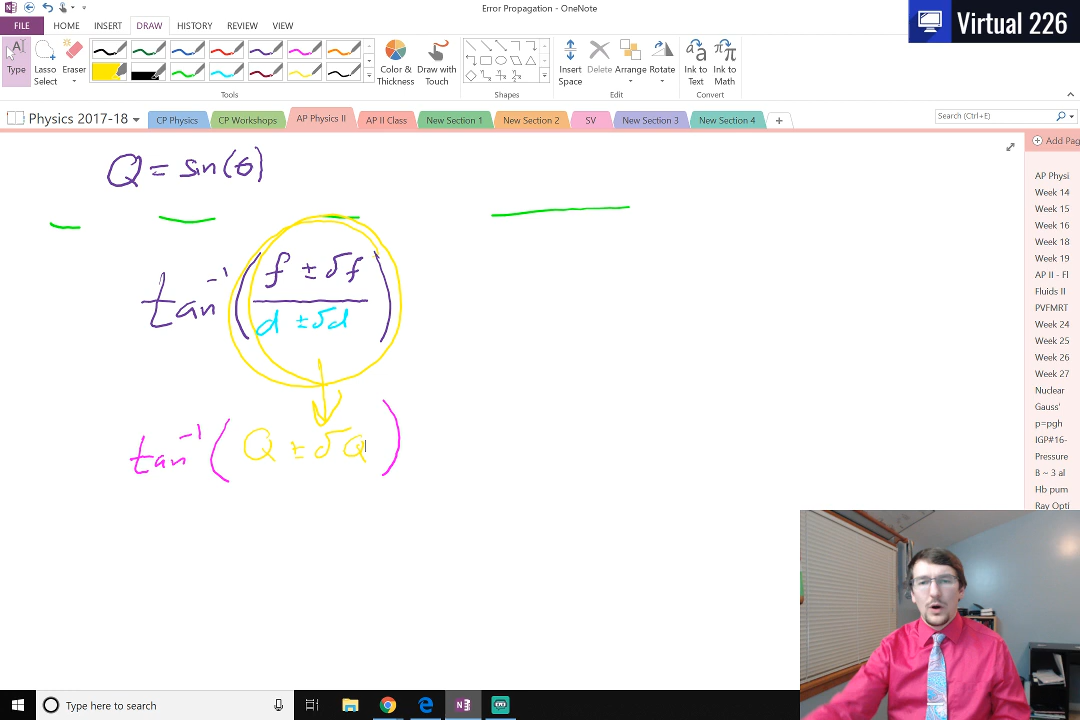 Error Propagation - OneNote
Virtual 226
FILE HOME INSERT DRAW HISTORY REVIEW VIEW
Type
Lasso Select
Eraser
Color & Thickness
Draw with Touch
Insert Space
Delete
Arrange
Rotate
Ink to Text
Ink to Math
Tools
Shapes
Edit
Convert
Physics 2017-18
CP Physics
CP Workshops
AP Physics II
AP II Class
New Section 1
New Section 2
SV
New Section 3
New Section 4
+
Search (Ctrl+E)
Add Pag
AP Physi
Week 14
Week 15
Week 16
Week 18
Week 19
AP II - Fl
Fluids II
PVFMRT
Week 24
Week 25
Week 26
Week 27
Nuclear
Gauss'
p=pgh
IGP#16-
Pressure
B ~ 3 al
Hb pum
Ray Opti
Q = sin(θ)
tan⁻¹ ( f ± δf
d ± δd )
tan⁻¹ ( Q ± δQ )
Type here to search